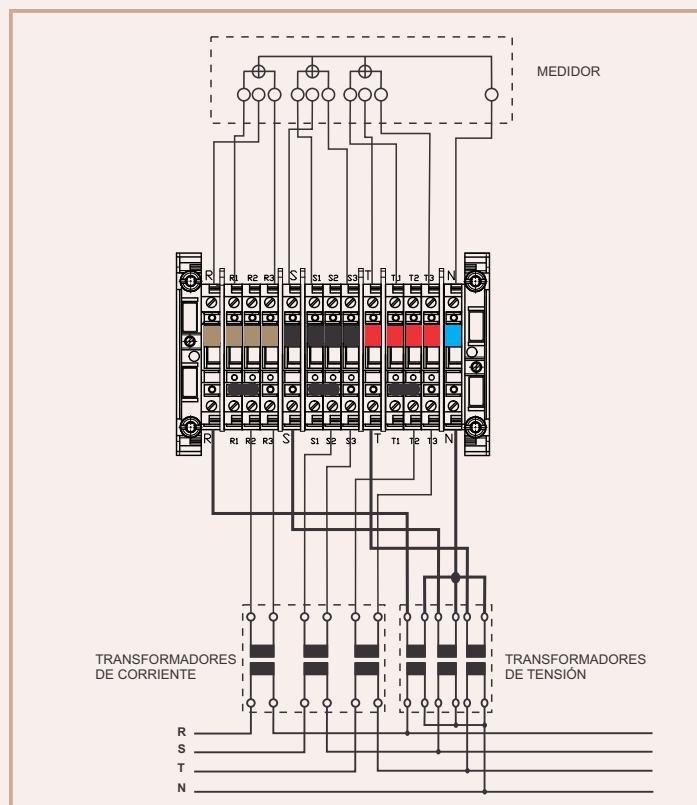 MEDIDOR
R R1 R2 R3 S S1 S2 S3 T T1 T2 T3 N
R R1 R2 R3 S S1 S2 S3 T T1 T2 T3 N
TRANSFORMADORES
DE CORRIENTE
TRANSFORMADORES
DE TENSIÓN
R
S
T
N